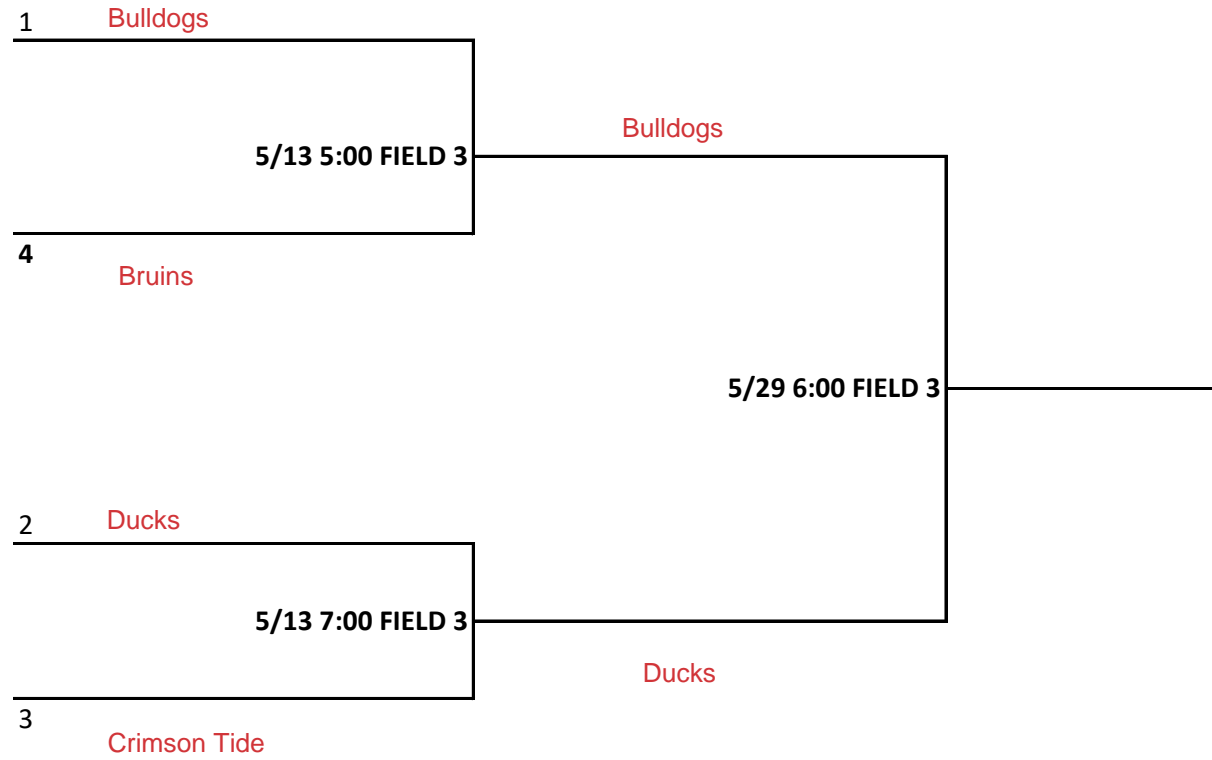 1 Bulldogs
5/13 5:00 FIELD 3
Bulldogs
4
Bruins
5/29 6:00 FIELD 3
2 Ducks
5/13 7:00 FIELD 3
Ducks
3
Crimson Tide